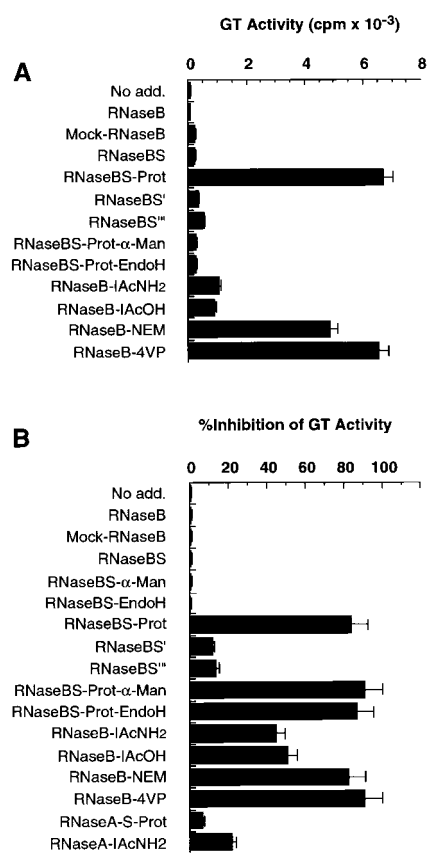 GT Activity (cpm x 10-3)
A
0 2 4 6 8
No add.
RNaseB
Mock-RNaseB
RNaseBS
RNaseBS-Prot
RNaseBS'
RNaseBS'"
RNaseBS-Prot-α-Man
RNaseBS-Prot-EndoH
RNaseB-IAcNH2
RNaseB-IAcOH
RNaseB-NEM
RNaseB-4VP
%Inhibition of GT Activity
B
0 20 40 60 80 100
No add.
RNaseB
Mock-RNaseB
RNaseBS
RNaseBS-α-Man
RNaseBS-EndoH
RNaseBS-Prot
RNaseBS'
RNaseBS'"
RNaseBS-Prot-α-Man
RNaseBS-Prot-EndoH
RNaseB-IAcNH2
RNaseB-IAcOH
RNaseB-NEM
RNaseB-4VP
RNaseA-S-Prot
RNaseA-IAcNH2